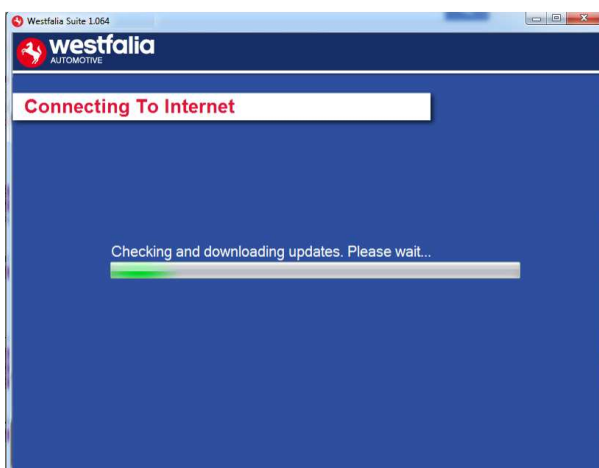 Westfalia Suite 1.064
westfalia
AUTOMOTIVE
Connecting To Internet
Checking and downloading updates. Please wait...